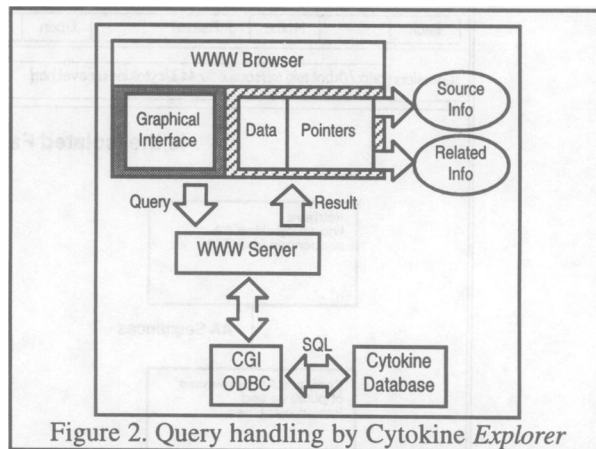 WWW Browser
Graphical
Interface
Data
Pointers
Source
Info
Related
Info
Query
Result
WWW Server
CGI
ODBC
SQL
Cytokine
Database
Figure 2. Query handling by Cytokine Explorer